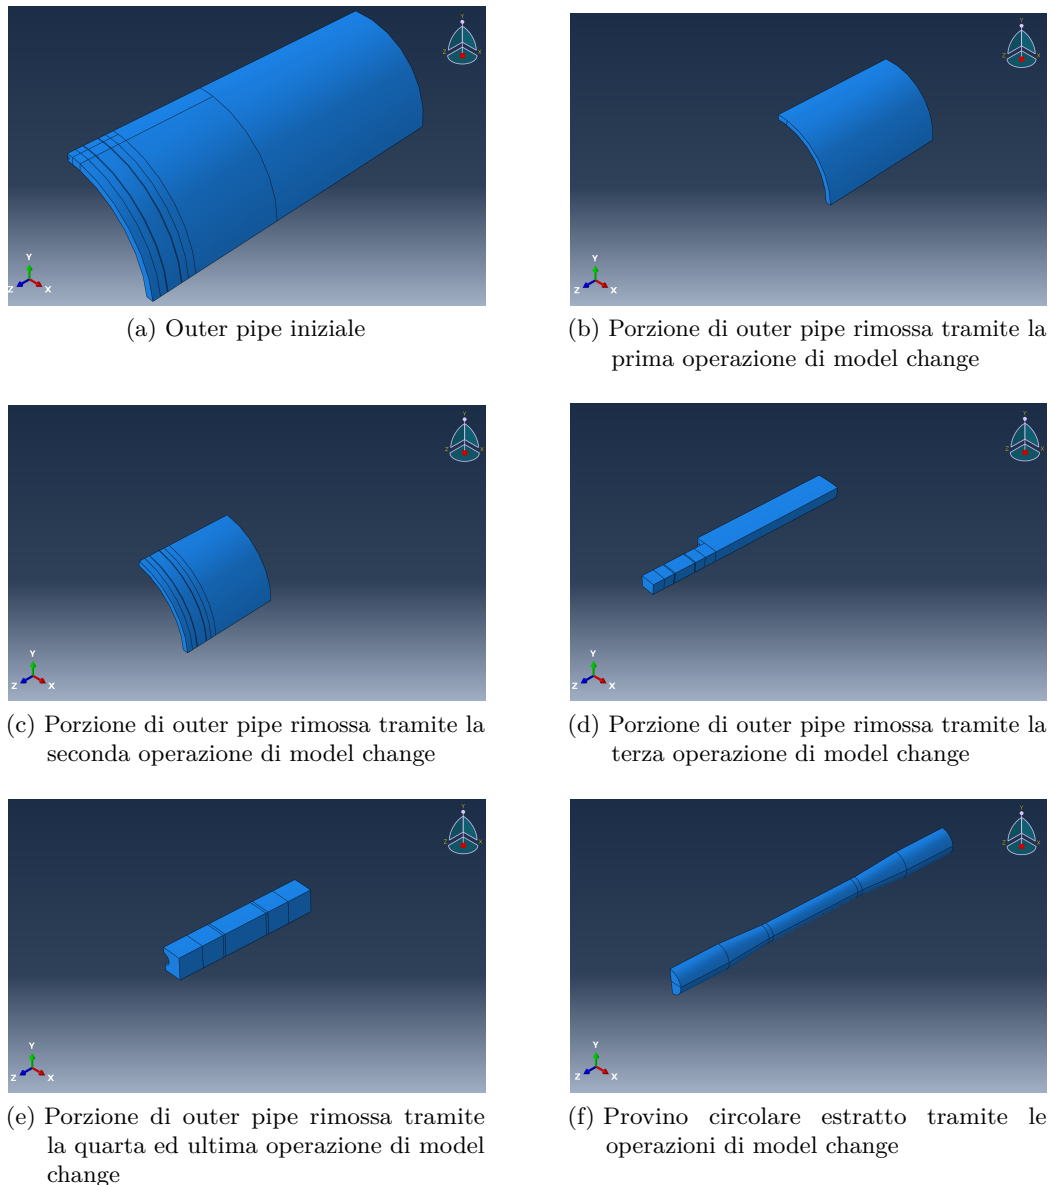 Y
Z
X
Y
Z
X
(a) Outer pipe iniziale
Y
Z
X
Y
Z
X
(b) Porzione di outer pipe rimossa tramite la
prima operazione di model change
Y
Z
X
Y
Z
X
(c) Porzione di outer pipe rimossa tramite la
seconda operazione di model change
Y
Z
X
Y
Z
X
(d) Porzione di outer pipe rimossa tramite la
terza operazione di model change
Y
Z
X
Y
Z
X
(e) Porzione di outer pipe rimossa tramite
la quarta ed ultima operazione di model
change
Y
Z
X
Y
Z
X
(f) Provino circolare estratto tramite le
operazioni di model change